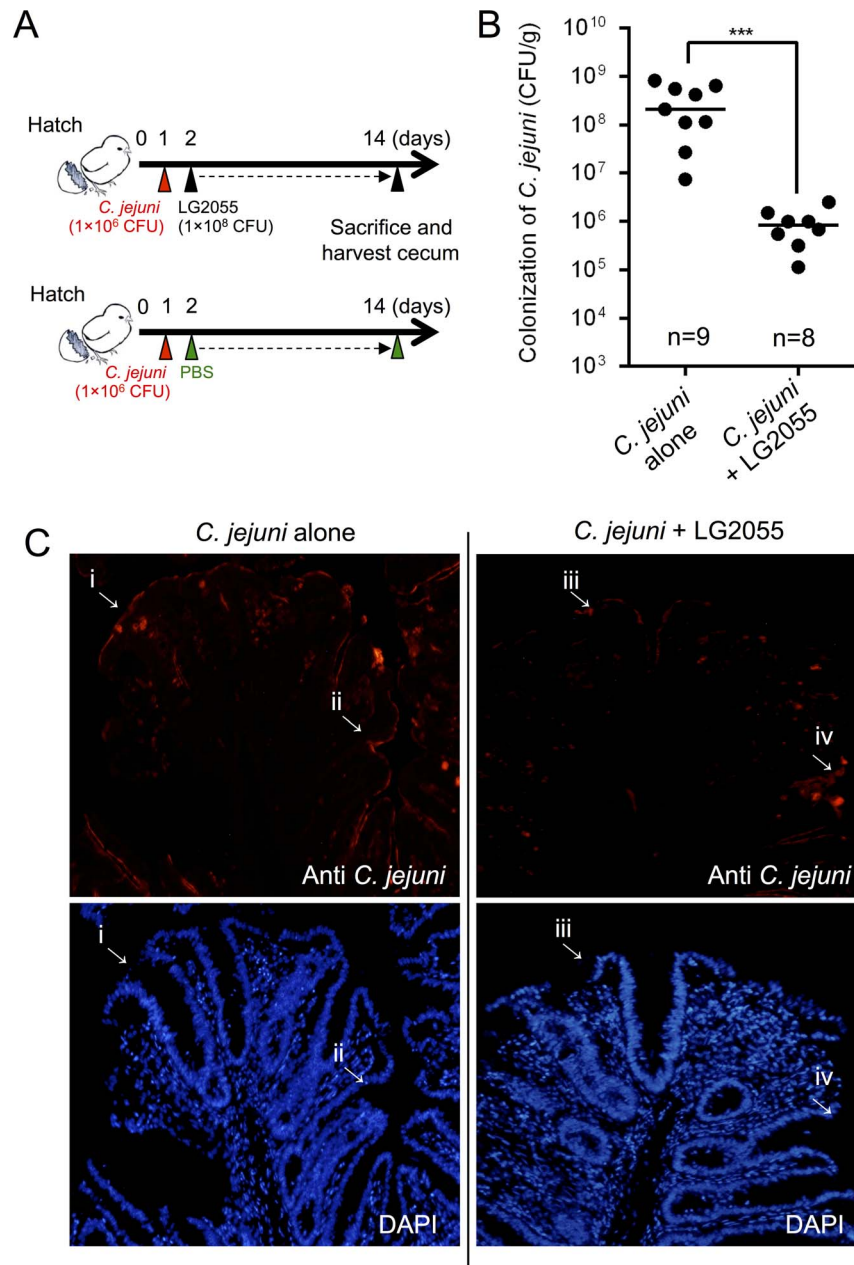 A
Hatch
0 1 2 14 (days)
C. jejuni
(1×10⁶ CFU)
LG2055
(1×10⁸ CFU)
Sacrifice and
harvest cecum
Hatch
0 1 2 14 (days)
C. jejuni
(1×10⁶ CFU)
PBS
B
Colonization of C. jejuni (CFU/g)
10¹⁰
10⁹
10⁸
10⁷
10⁶
10⁵
10⁴
10³
***
n=9
n=8
C. jejuni
alone
C. jejuni
+ LG2055
C
C. jejuni alone
C. jejuni + LG2055
i
ii
Anti C. jejuni
iii
iv
Anti C. jejuni
i
ii
DAPI
iii
iv
DAPI